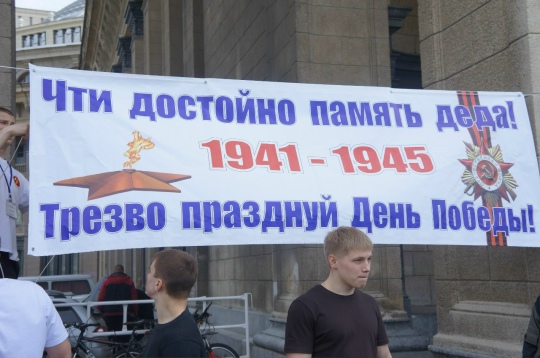 Чти достойно память деда!
1941 - 1945
Трезво празднуй День Победы!